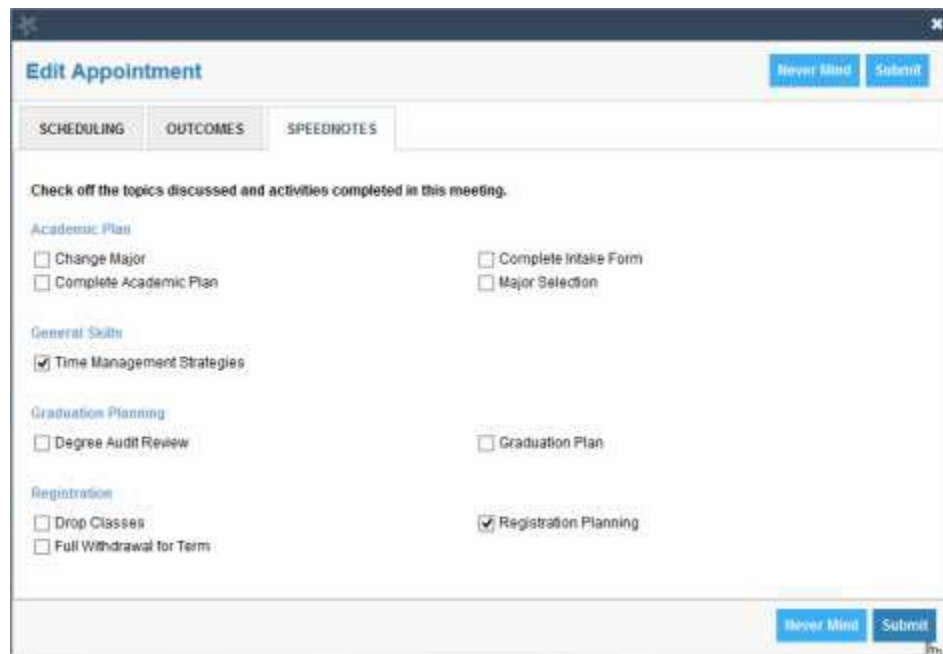 Edit Appointment
Never Mind Submit
SCHEDULING OUTCOMES SPEEDNOTES
Check off the topics discussed and activities completed in this meeting.
Academic Plan
Change Major Complete Intake Form
Complete Academic Plan Major Selection
General Skills
Time Management Strategies
Graduation Planning
Degree Audit Review Graduation Plan
Registration
Drop Classes Registration Planning
Full Withdrawal for Term
Never Mind Submit